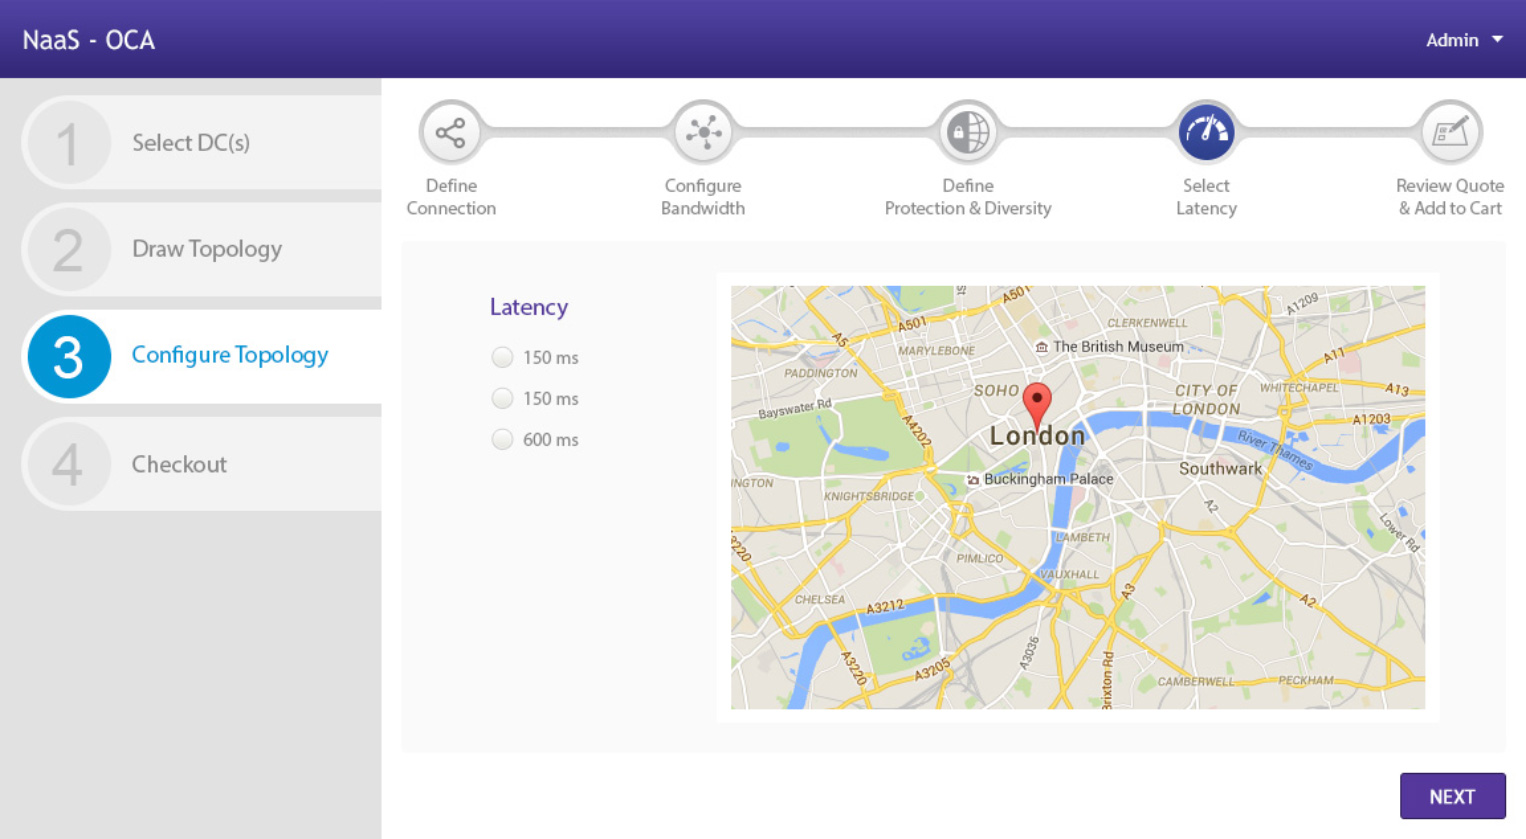 NaaS - OCA
Admin
1
Select DC(s)
2
Draw Topology
3
Configure Topology
4
Checkout
Define
Connection
Configure
Bandwidth
Define
Protection & Diversity
Select
Latency
Review Quote
& Add to Cart
Latency
150 ms
150 ms
600 ms
St
A501
A1209
A501
CLERKENWELL
A5
MARYLEBONE
The British Museum
A11
PADDINGTON
SOHO
CITY OF
LONDON
WHITECHAPEL
A13
Bayswater Rd
A4202
A1203
London
River Thames
Southwark
Buckingham Palace
INGTON
KNIGHTSBRIDGE
A2
Lower Rd
LAMBETH
3220
PIMLICO
VAUXHALL
CHELSEA
A3212
A3
A2
A3036
A3220
A3205
Brixton Rd
CAMBERWELL
PECKHAM
NEXT